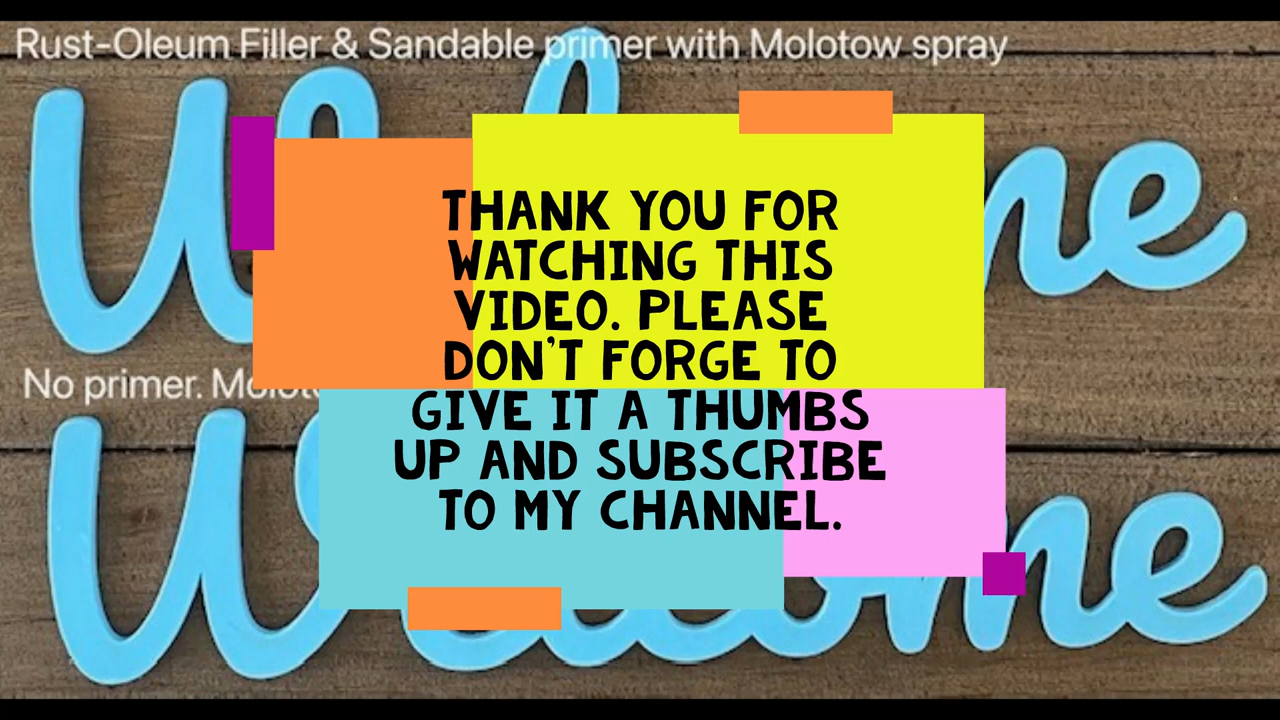 Rust-Oleum Filler & Sandable primer with Molotow spray
THANK YOU FOR
WATCHING THIS
VIDEO. PLEASE
DON'T FORGE TO
No primer.
GIVE IT A THUMBS
UP AND SUBSCRIBE
TO MY CHANNEL.